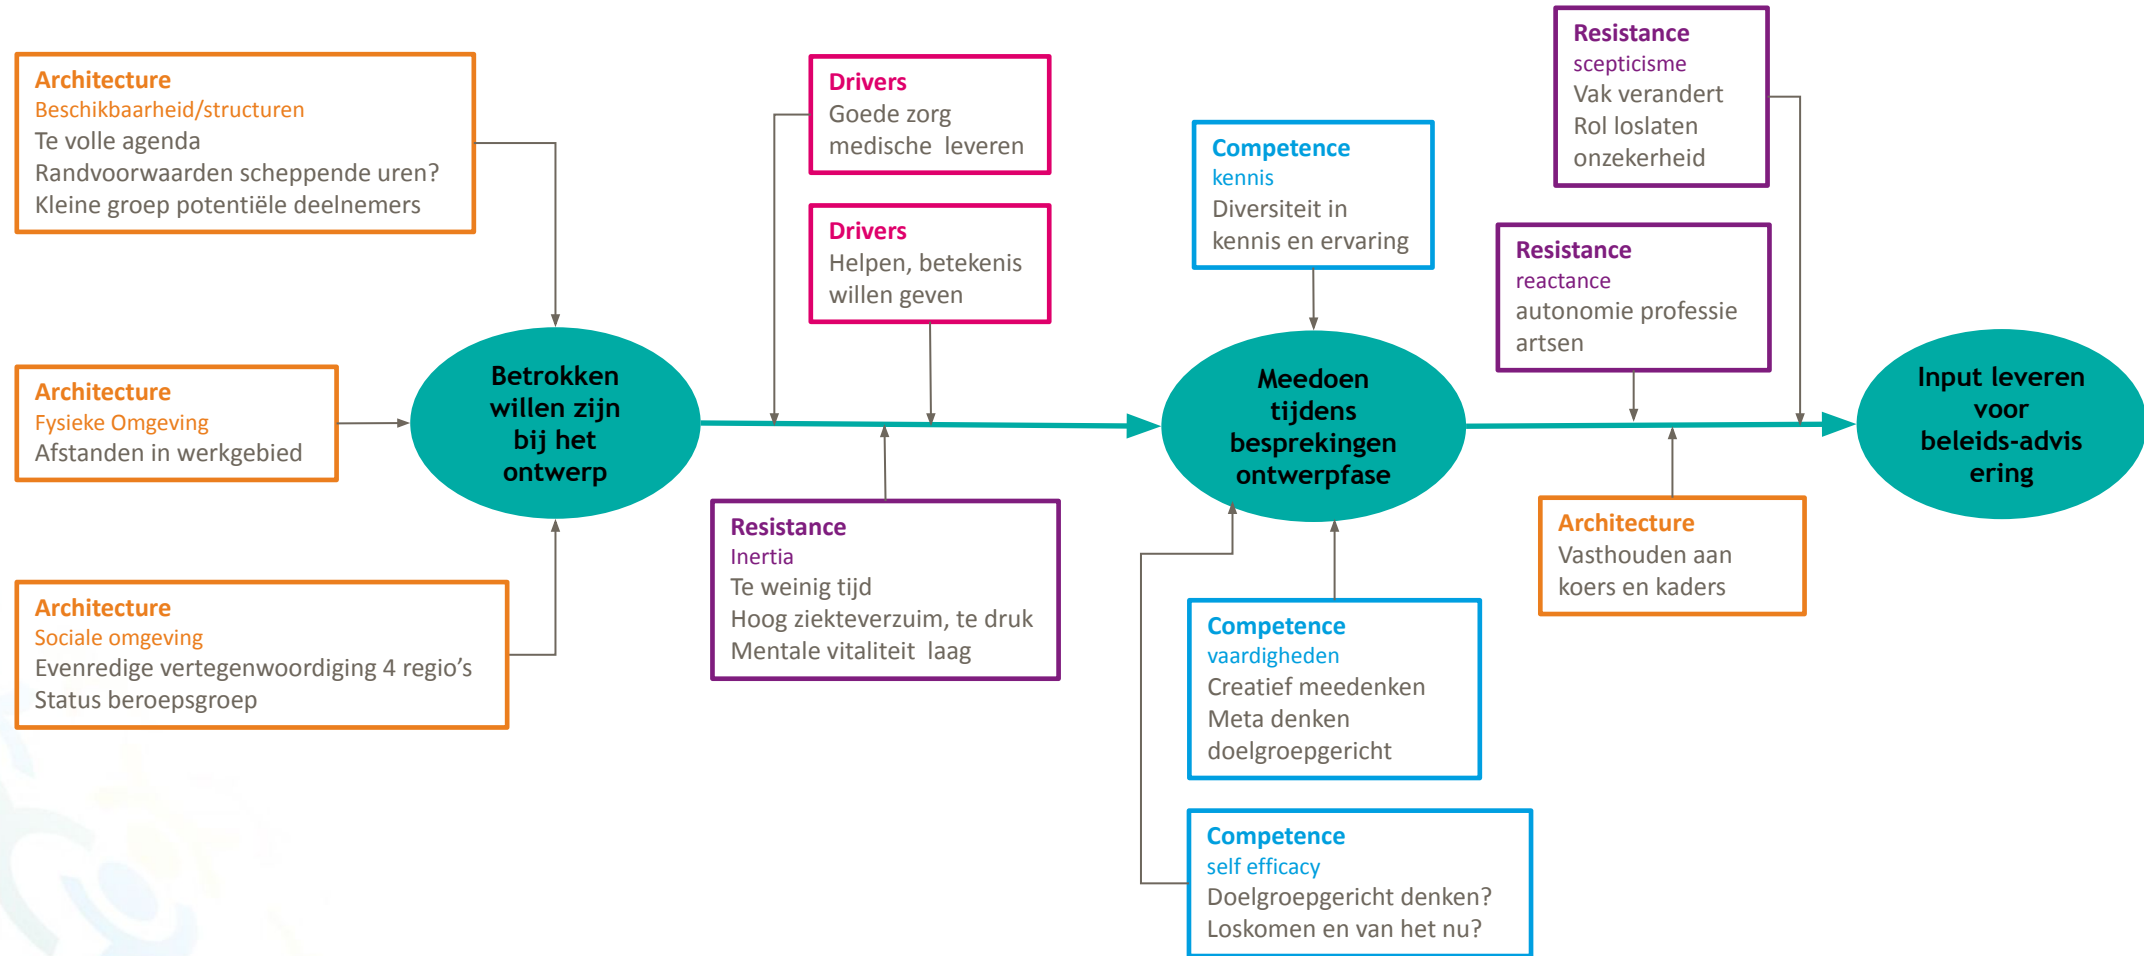 Architecture
Beschikbaarheid/structuren
Te volle agenda
Randvoorwaarden scheppende uren?
Kleine groep potentiële deelnemers
Architecture
Fysieke Omgeving
Afstanden in werkgebied
Architecture
Sociale omgeving
Evenredige vertegenwoordiging 4 regio's
Status beroepsgroep
Betrokken
willen zijn
bij het
ontwerp
Drivers
Goede zorg
medische  leveren
Drivers
Helpen, betekenis
willen geven
Resistance
Inertia
Te weinig tijd
Hoog ziekteverzuim, te druk
Mentale vitaliteit  laag
Competence
kennis
Diversiteit in
kennis en ervaring
Meedoen
tijdens
besprekingen
ontwerpfase
Competence
vaardigheden
Creatief meedenken
Meta denken
doelgroepgericht
Competence
self efficacy
Doelgroepgericht denken?
Loskomen en van het nu?
Resistance
scepticisme
Vak verandert
Rol loslaten
onzekerheid
Resistance
reactance
autonomie professie
artsen
Architecture
Vasthouden aan
koers en kaders
Input leveren
voor
beleids-advis
ering